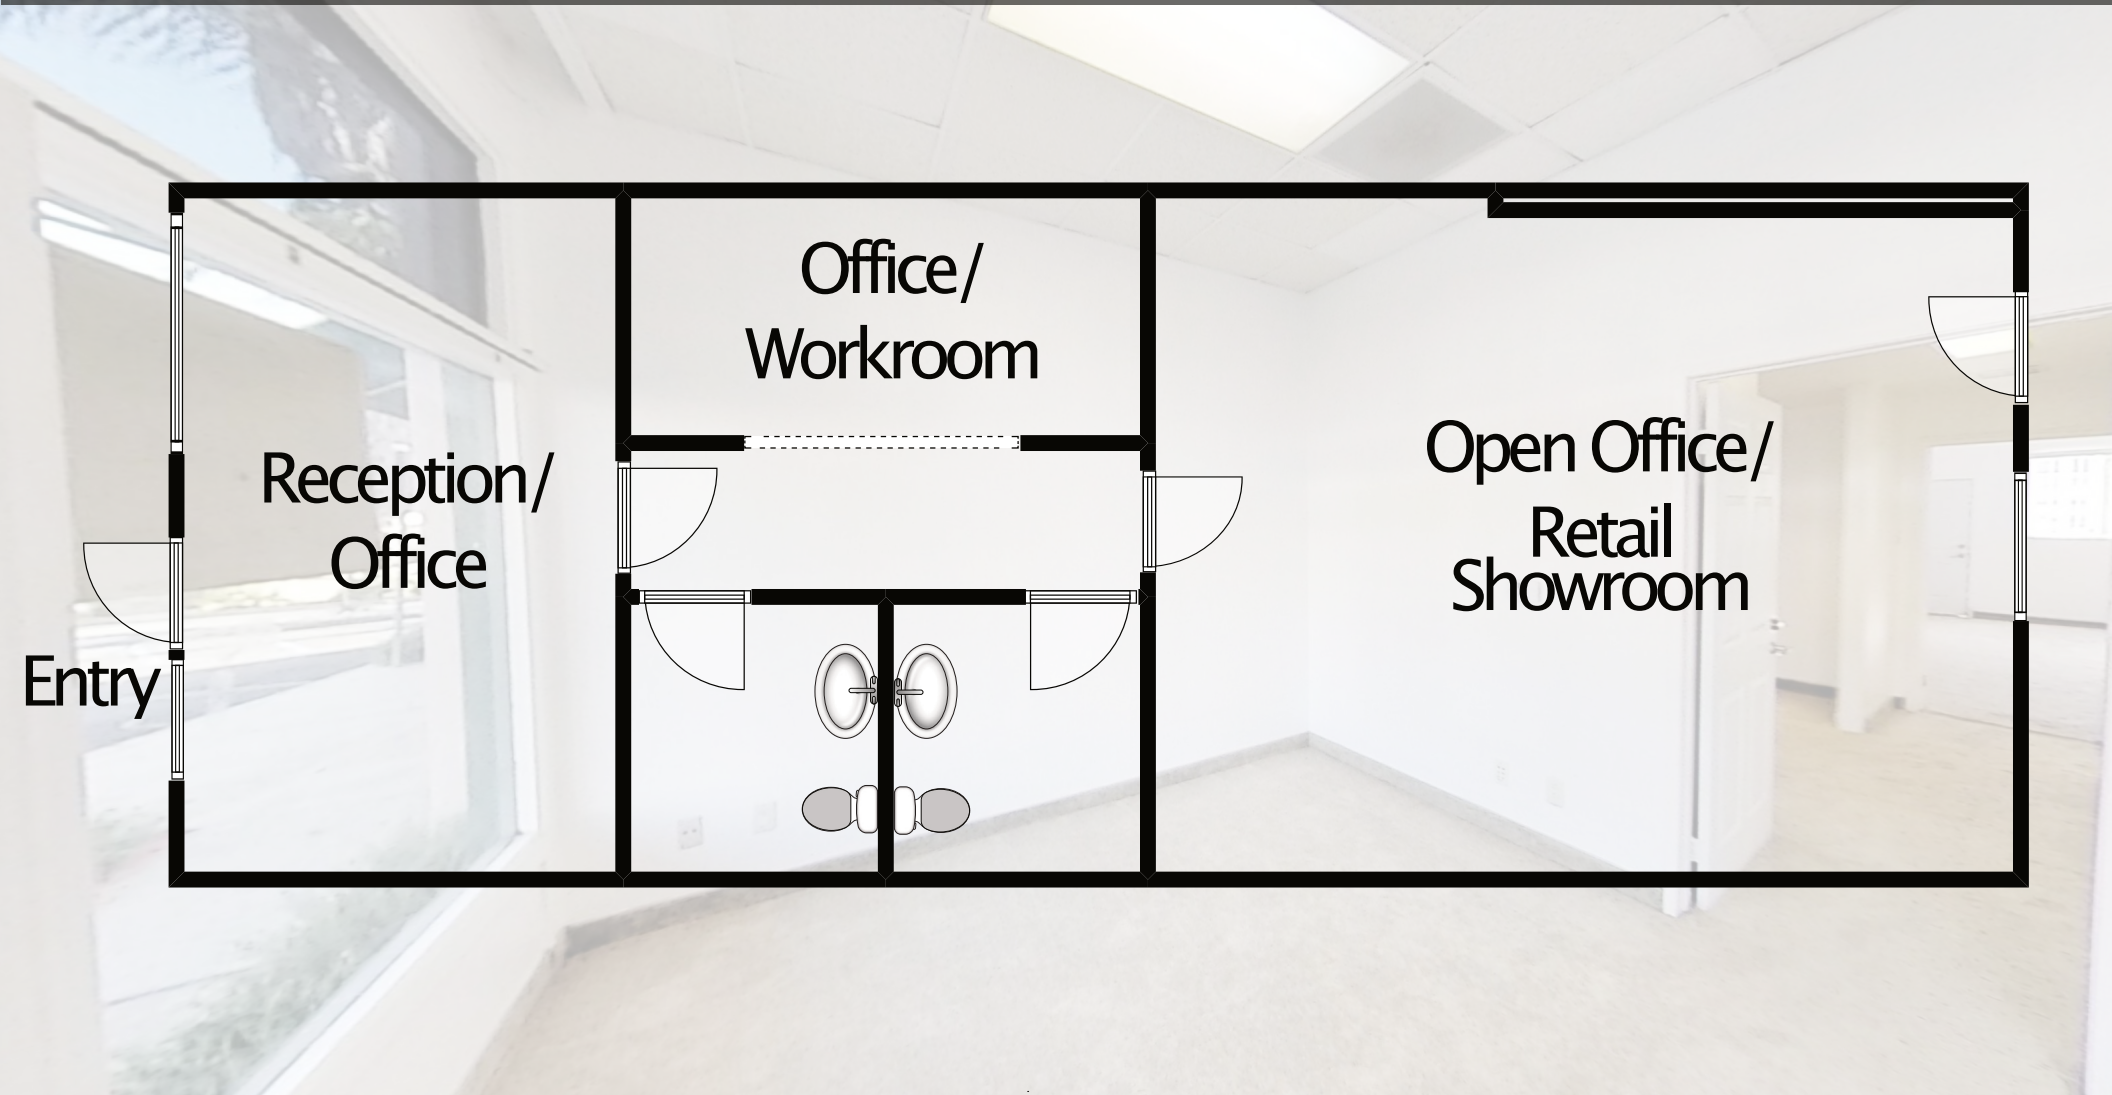 Office/
Workroom
Reception/
Office
Open Office/
Retail
Showroom
Entry